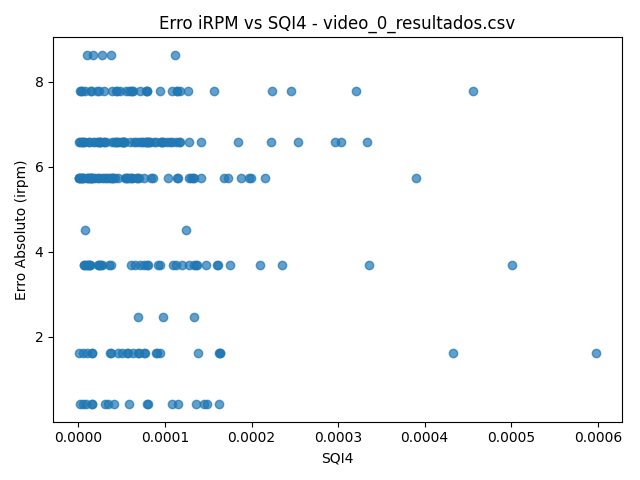 Erro iRPM vs SQI4 - video_0_resultados.csv
Erro Absoluto (irpm)
8
6
4
2
0.0000 0.0001 0.0002 0.0003 0.0004 0.0005 0.0006
SQI4